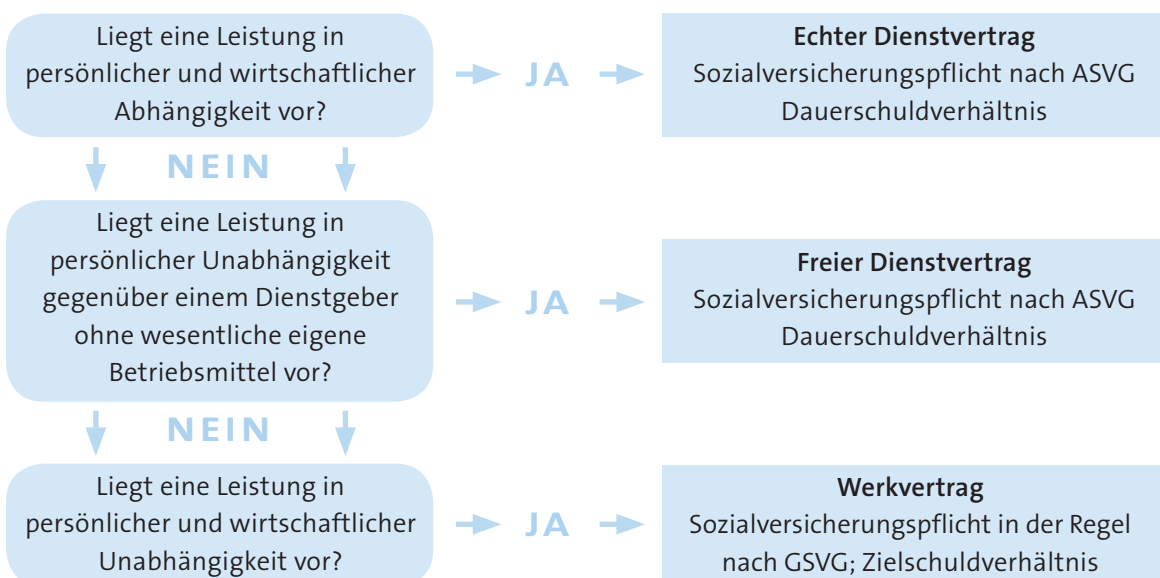 Liegt eine Leistung in
persönlicher und wirtschaftlicher
Abhängigkeit vor?
JA
Echter Dienstvertrag
Sozialversicherungspflicht nach ASVG
Dauerschuldverhältnis
NEIN
Liegt eine Leistung in
persönlicher Unabhängigkeit
gegenüber einem Dienstgeber
ohne wesentliche eigene
Betriebsmittel vor?
JA
Freier Dienstvertrag
Sozialversicherungspflicht nach ASVG
Dauerschuldverhältnis
NEIN
Liegt eine Leistung in
persönlicher und wirtschaftlicher
Unabhängigkeit vor?
JA
Werkvertrag
Sozialversicherungspflicht in der Regel
nach GSVG; Zielschuldverhältnis